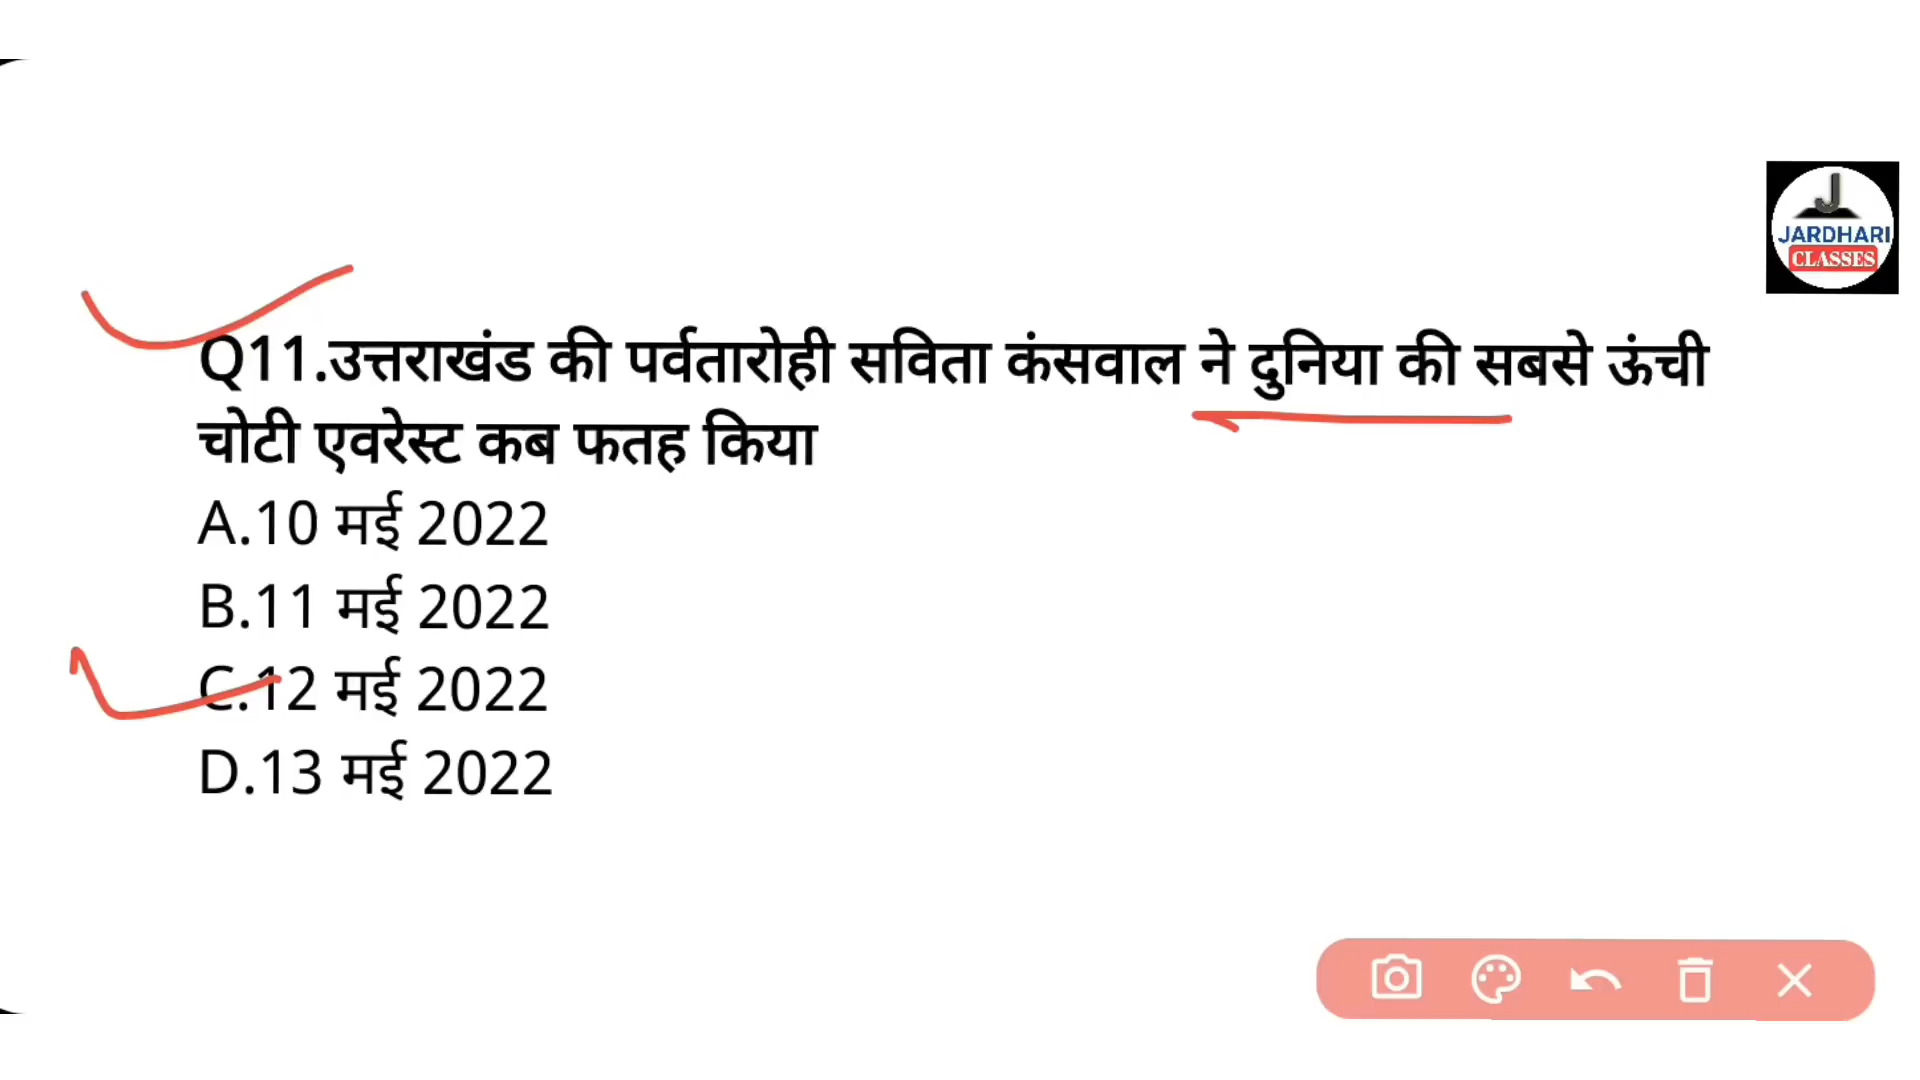 J
JARDHARI
CLASSES
Q11.उत्तराखंड की पर्वतारोही सविता कंसवाल ने दुनिया की सबसे ऊंची
चोटी एवरेस्ट कब फतह किया
A.10 मई 2022
B.11 मई 2022
C.12 मई 2022
D.13 मई 2022